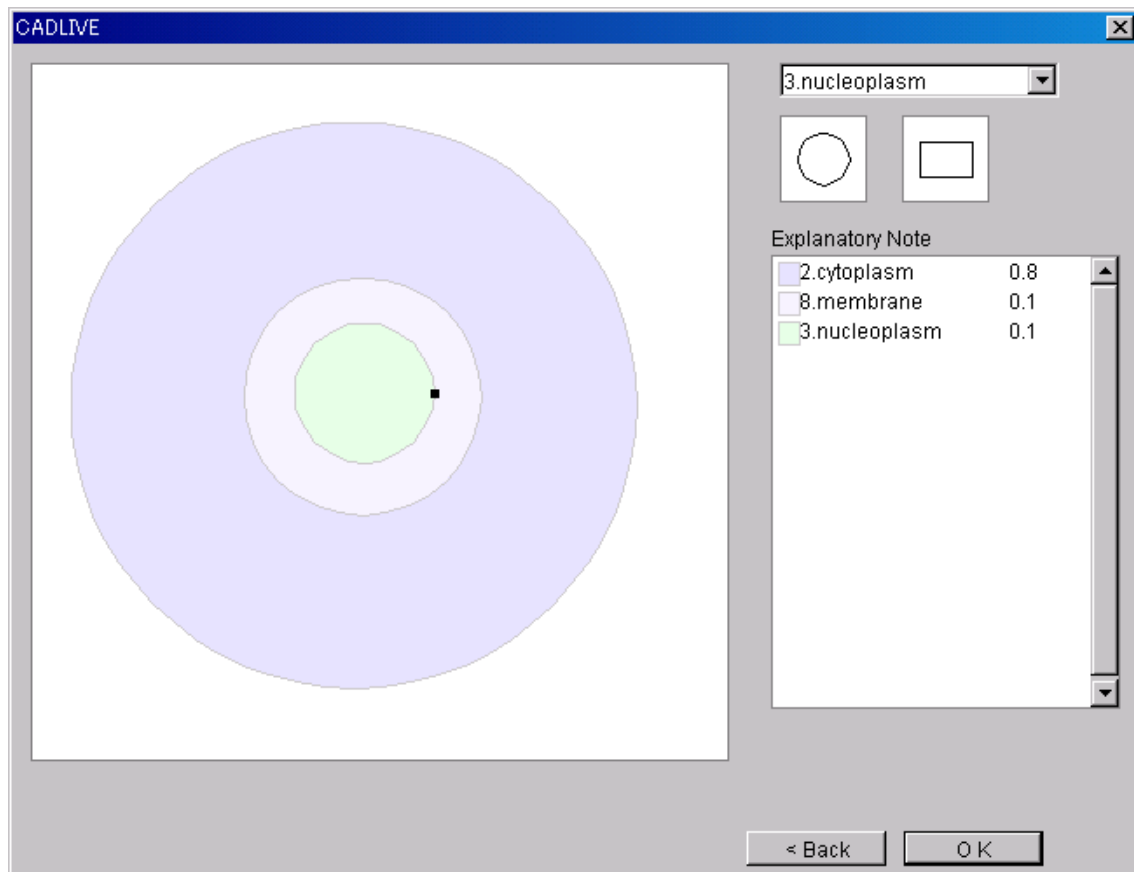 CADLIVE
3.nucleoplasm
Explanatory Note
2.cytoplasm 0.8
8.membrane 0.1
3.nucleoplasm 0.1
< Back
OK